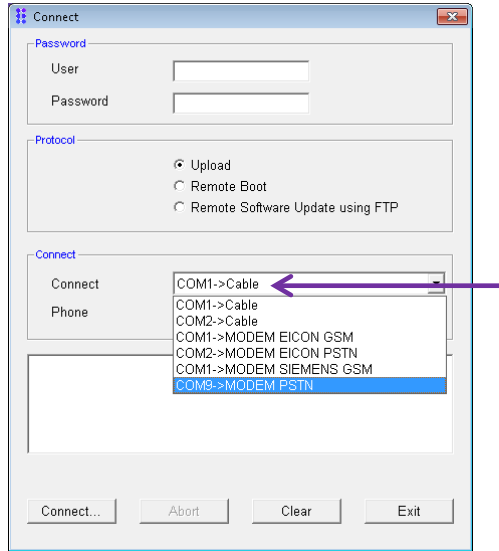 Connect
Password
User
Password
Protocol
Upload
Remote Boot
Remote Software Update using FTP
Connect
Connect COM1->Cable
Phone
COM1->Cable
COM2->Cable
COM1->MODEM EICON GSM
COM2->MODEM EICON PSTN
COM1->MODEM SIEMENS GSM
COM9->MODEM PSTN
Connect... Abort Clear Exit